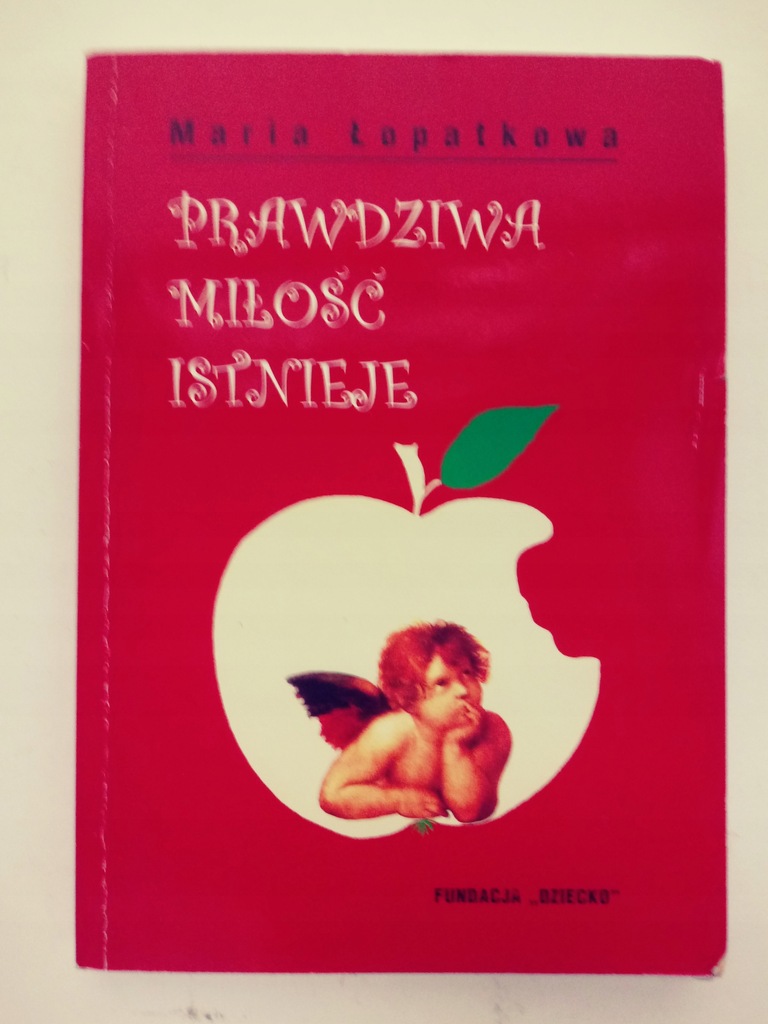 Maria Łopatkowa
PRAWDZIWA
MIŁOŚĆ
ISTNIEJE
FUNDACJA „DZIECKO"